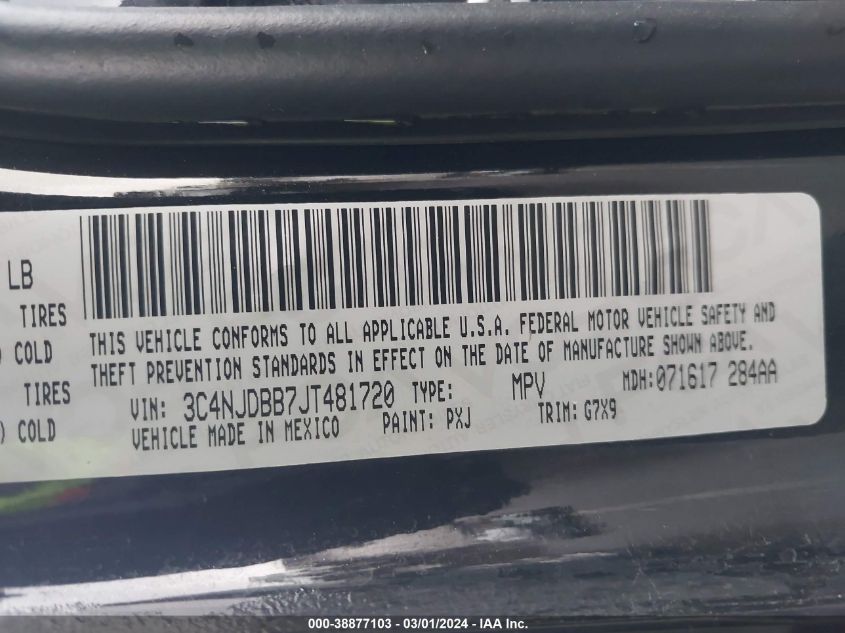 LB
TIRES
) COLD
TIRES
) COLD
THIS VEHICLE CONFORMS TO ALL APPLICABLE U.S.A. FEDERAL MOTOR VEHICLE SAFETY AND
THEFT PREVENTION STANDARDS IN EFFECT ON THE DATE OF MANUFACTURE SHOWN ABOVE.
VIN: 3C4NJDBB7JT481720 TYPE: MPV MDH:071617 284AA
VEHICLE MADE IN MEXICO PAINT: PXJ TRIM: G7X9
000-38877103 - 03/01/2024 - IAA Inc.